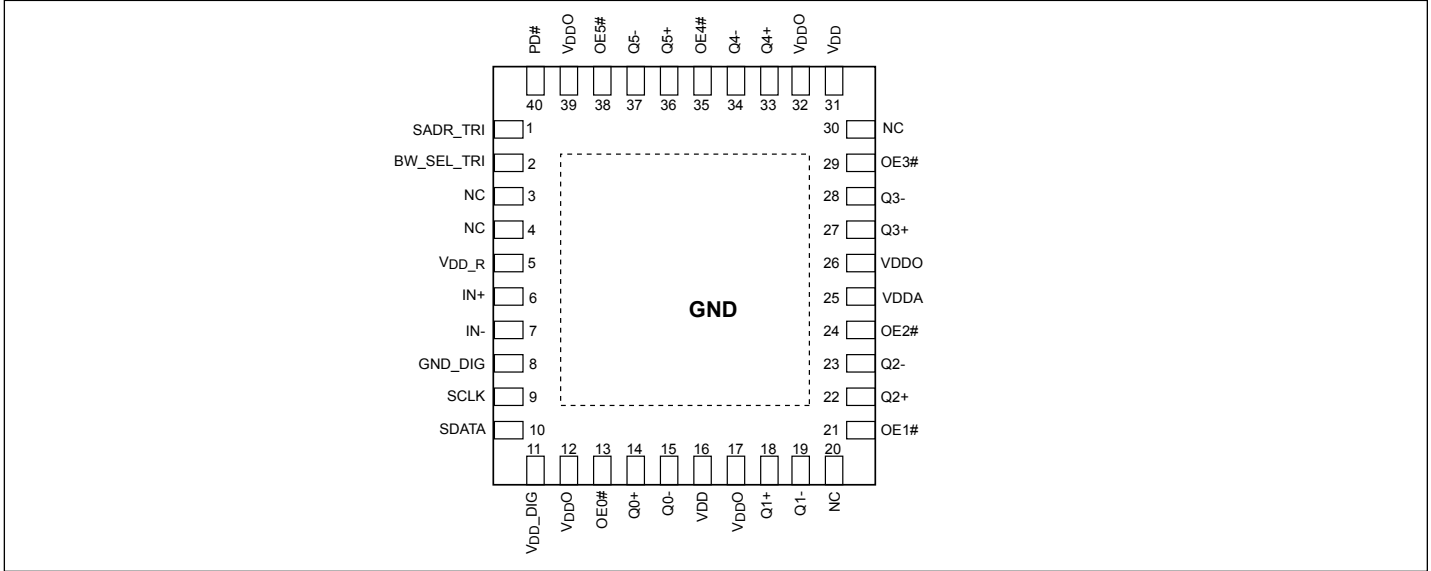 PD#
VDDO
OE5#
Q5-
Q5+
OE4#
Q4-
Q4+
VDDO
VDD
40 39 38 37 36 35 34 33 32 31
SADR_TRI 1
BW_SEL_TRI 2
NC 3
NC 4
VDD_R 5
IN+ 6
IN- 7
GND_DIG 8
SCLK 9
SDATA 10
GND
30 NC
29 OE3#
28 Q3-
27 Q3+
26 VDDO
25 VDDA
24 OE2#
23 Q2-
22 Q2+
21 OE1#
11 12 13 14 15 16 17 18 19 20
VDD_DIG
VDDO
OE0#
Q0+
Q0-
VDD
VDDO
Q1+
Q1-
NC